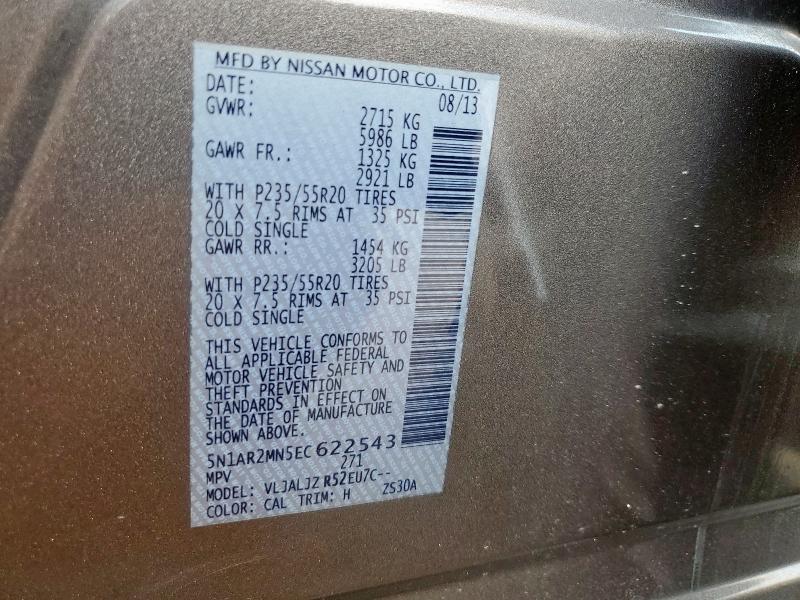 MFD BY NISSAN MOTOR CO., LTD.
DATE: 08/13
GVWR: 2715 KG
5986 LB
GAWR FR.: 1325 KG
2921 LB
WITH P235/55R20 TIRES
20 X 7.5 RIMS AT 35 PSI
COLD SINGLE
GAWR RR.: 1454 KG
3205 LB
WITH P235/55R20 TIRES
20 X 7.5 RIMS AT 35 PSI
COLD SINGLE
THIS VEHICLE CONFORMS TO
ALL APPLICABLE FEDERAL
MOTOR VEHICLE SAFETY AND
THEFT PREVENTION
STANDARDS IN EFFECT ON
THE DATE OF MANUFACTURE
SHOWN ABOVE.
5N1AR2MN5EC622543
MPV 271
MODEL: VLJALJZ R52EU7C--
COLOR: CAL TRIM: H ZS30A